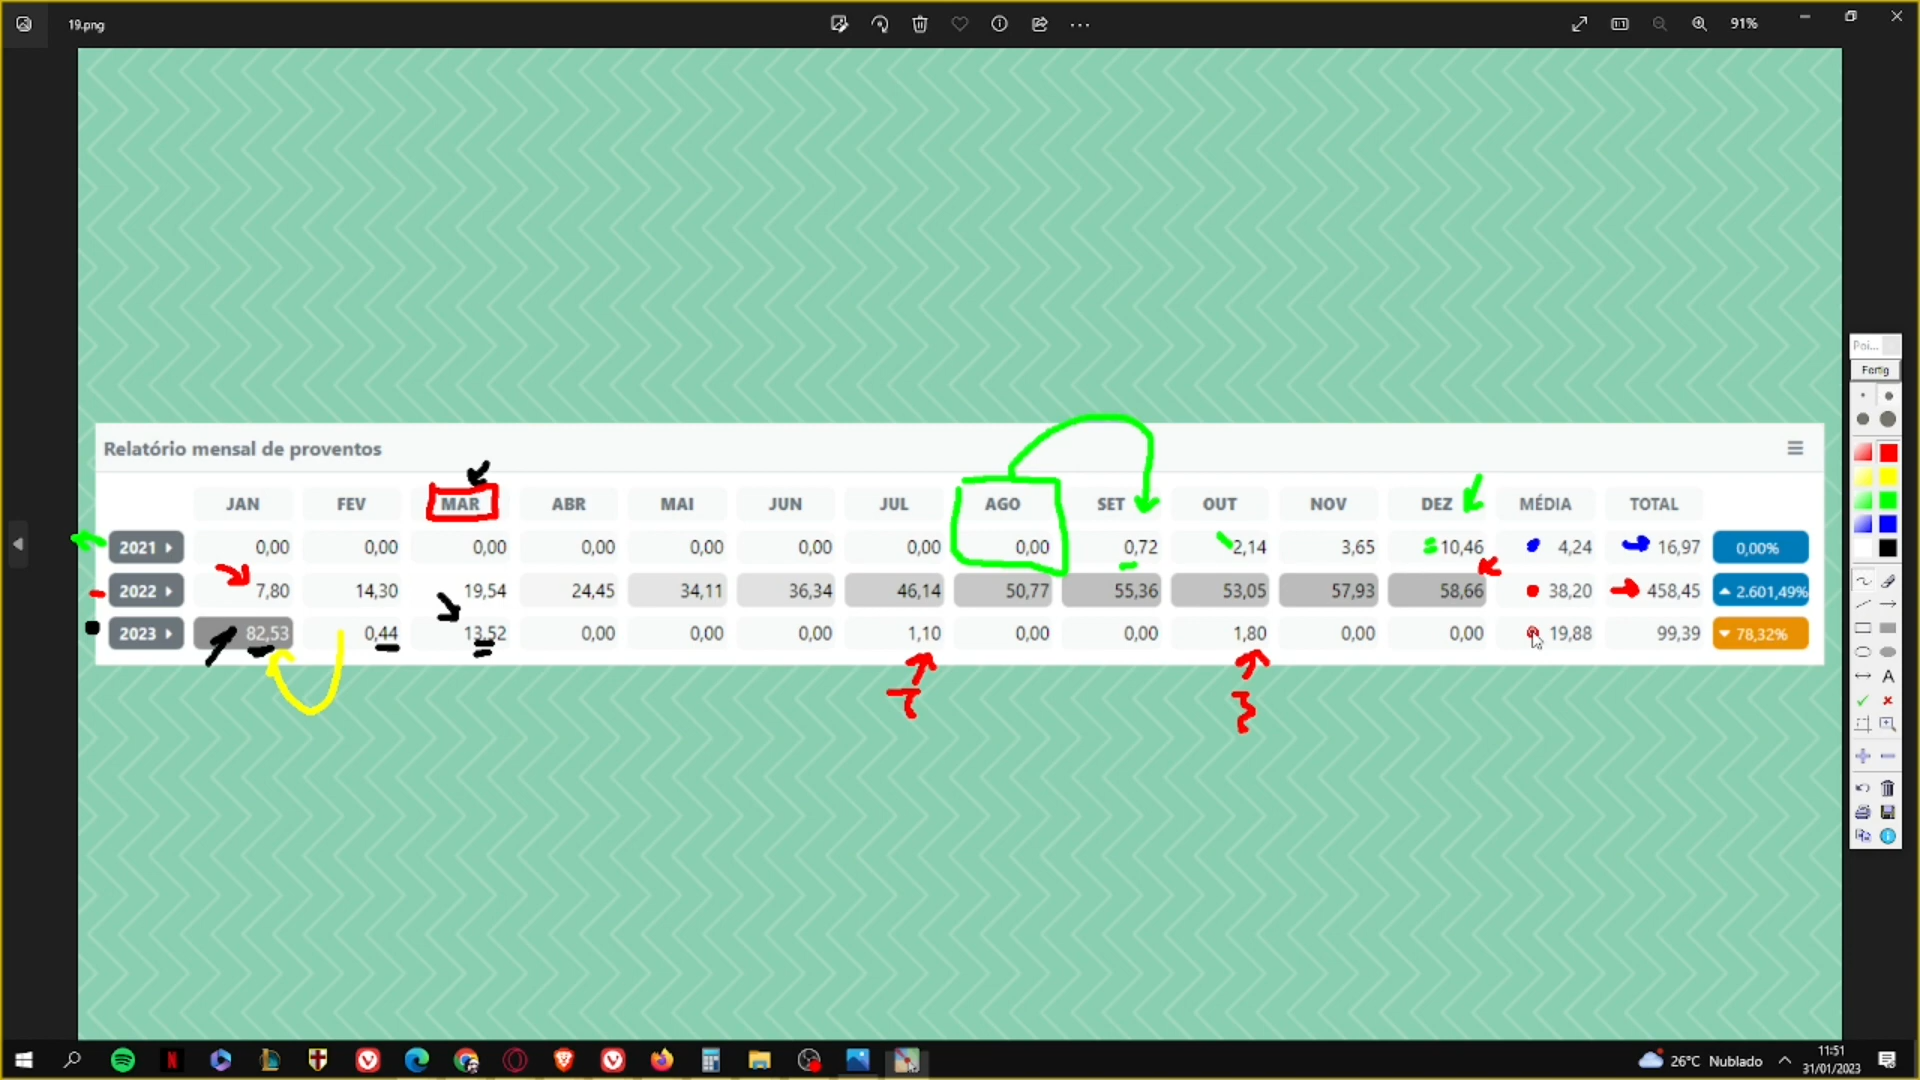 19.png
91%
Poi...
Fertig
Relatório mensal de proventos
JAN FEV MAR ABR MAI JUN JUL AGO SET OUT NOV DEZ MÉDIA TOTAL
2021 0,00 0,00 0,00 0,00 0,00 0,00 0,00 0,00 0,72 2,14 3,65 10,46 4,24 16,97 0,00%
2022 7,80 14,30 19,54 24,45 34,11 36,34 46,14 50,77 55,36 53,05 57,93 58,66 38,20 458,45 2.601,49%
2023 82,53 0,44 13,52 0,00 0,00 0,00 1,10 0,00 0,00 1,80 0,00 0,00 19,88 99,39 78,32%
A
26°C Nublado
11:51
31/01/2023